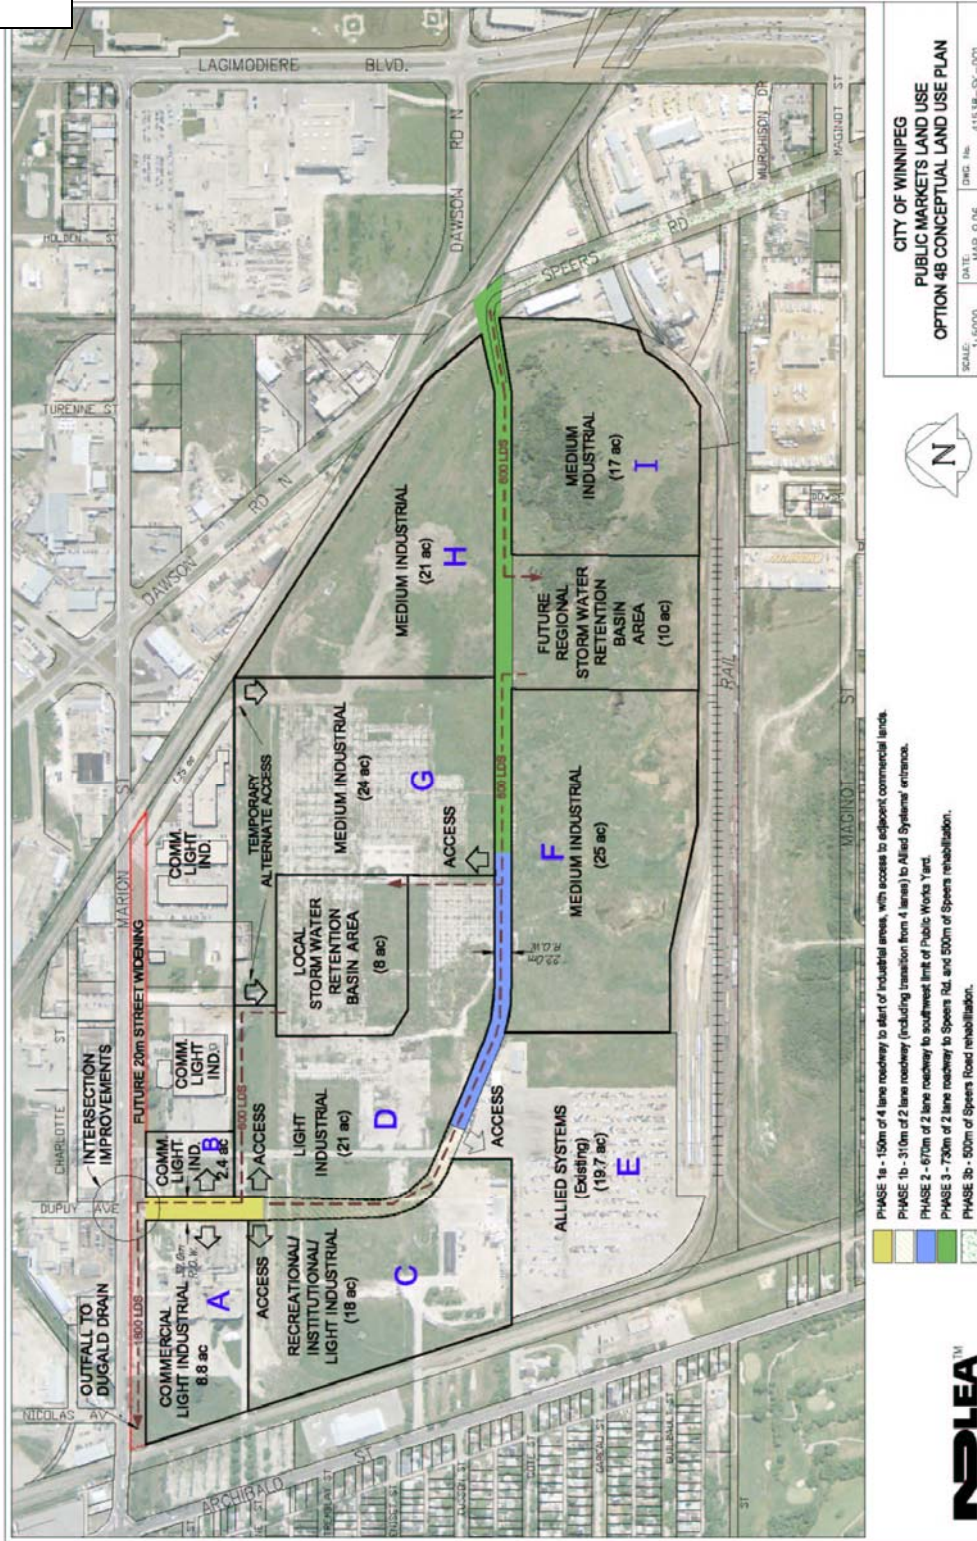 LAGIMODIERE BLVD.
HOLDEN ST
DAWSON RD N
MURCHISON DR
MAGINOT ST
SPEERS RD
TURENNE ST
DAWSON RD N
MARION ST
CHARLOTTE ST
DUPUY AVE
NICOLAS AV
ARCHIBALD ST
MAGINOT ST
RAIL
INTERSECTION
IMPROVEMENTS
FUTURE 20m STREET WIDENING
OUTFALL TO
DUGALD DRAIN
1800 LDS
COMMERCIAL
LIGHT INDUSTRIAL
8.8 ac
A
COMM.
LIGHT
IND.
B
2.4 ac
COMM.
LIGHT
IND.
COMM.
LIGHT
IND.
600 LDS
ACCESS
ACCESS
RECREATIONAL/
INSTITUTIONAL/
LIGHT INDUSTRIAL
(18 ac)
C
LIGHT
INDUSTRIAL
(21 ac)
D
TEMPORARY
ALTERNATE ACCESS
LOCAL
STORM WATER
RETENTION
BASIN AREA
(8 ac)
MEDIUM INDUSTRIAL
(24 ac)
G
ACCESS
MEDIUM INDUSTRIAL
(21 ac)
H
600 LDS
600 LDS
22.0m
R.O.W.
ACCESS
ALLIED SYSTEMS
(Existing)
(19.7 ac)
E
MEDIUM INDUSTRIAL
(25 ac)
F
FUTURE
REGIONAL
STORM WATER
RETENTION
BASIN
AREA
(10 ac)
MEDIUM
INDUSTRIAL
(17 ac)
I
PHASE 1a - 150m of 4 lane roadway to start of industrial areas, with access to adjacent commercial lands.
PHASE 1b - 310m of 2 lane roadway (including transition from 4 lanes) to Allied Systems' entrance.
PHASE 2 - 670m of 2 lane roadway to southwest limit of Public Works Yard.
PHASE 3 - 730m of 2 lane roadway to Speers Rd. and 500m of Speers rehabilitation.
PHASE 3b - 500m of Speers Road rehabilitation.
N
CITY OF WINNIPEG
PUBLIC MARKETS LAND USE
OPTION 4B CONCEPTUAL LAND USE PLAN
SCALE:
DATE:
DWG. No.
ND LEA
TM